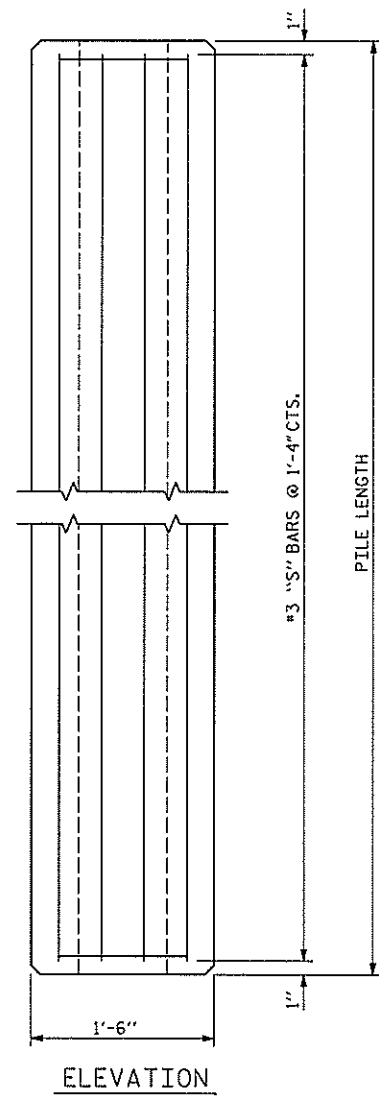 1"
#3 "S" BARS @ 1'-4" CTS.
PILE LENGTH
1"
1'-6"
ELEVATION